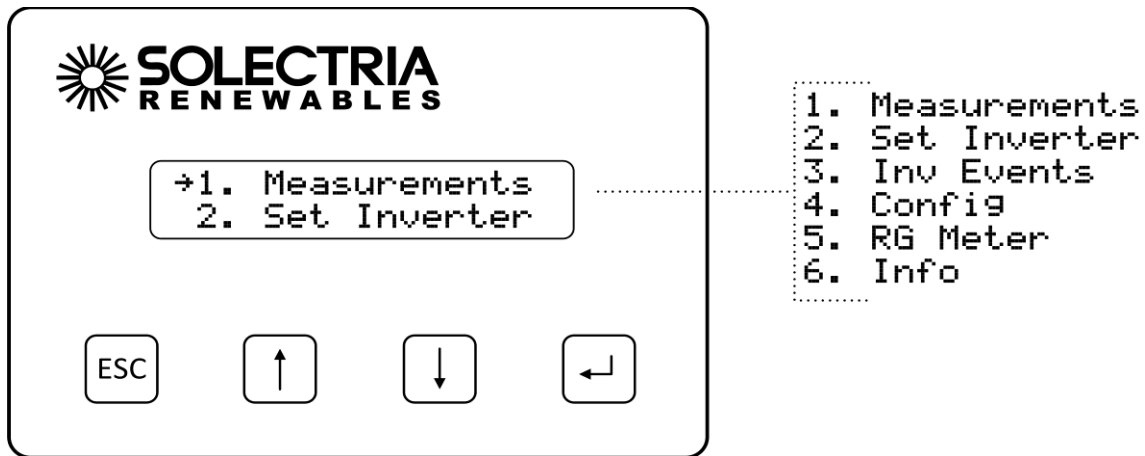 SOLECTRIA
RENEWABLES
→1. Measurements
2. Set Inverter
ESC
↑
↓
↵
1. Measurements
2. Set Inverter
3. Inv Events
4. Config
5. RG Meter
6. Info